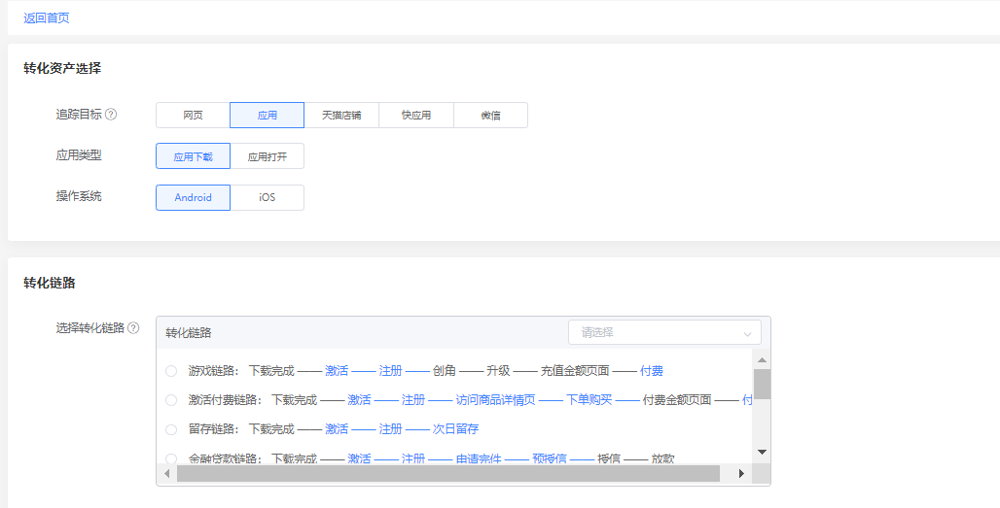 返回首页
转化资产选择
追踪目标 ? 网页 应用 天猫店铺 快应用 微信
应用类型 应用下载 应用打开
操作系统 Android iOS
转化链路
选择转化链路 ? 转化链路 请选择
游戏链路： 下载完成 —— 激活 —— 注册 —— 创角 —— 升级 —— 充值金额页面 —— 付费
激活付费链路： 下载完成 —— 激活 —— 注册 —— 访问商品详情页 —— 下单购买 —— 付费金额页面 —— 付
留存链路： 下载完成 —— 激活 —— 注册 —— 次日留存
金融贷款链路： 下载完成 —— 激活 —— 注册 —— 申请完件 —— 预授信 —— 授信 —— 放款